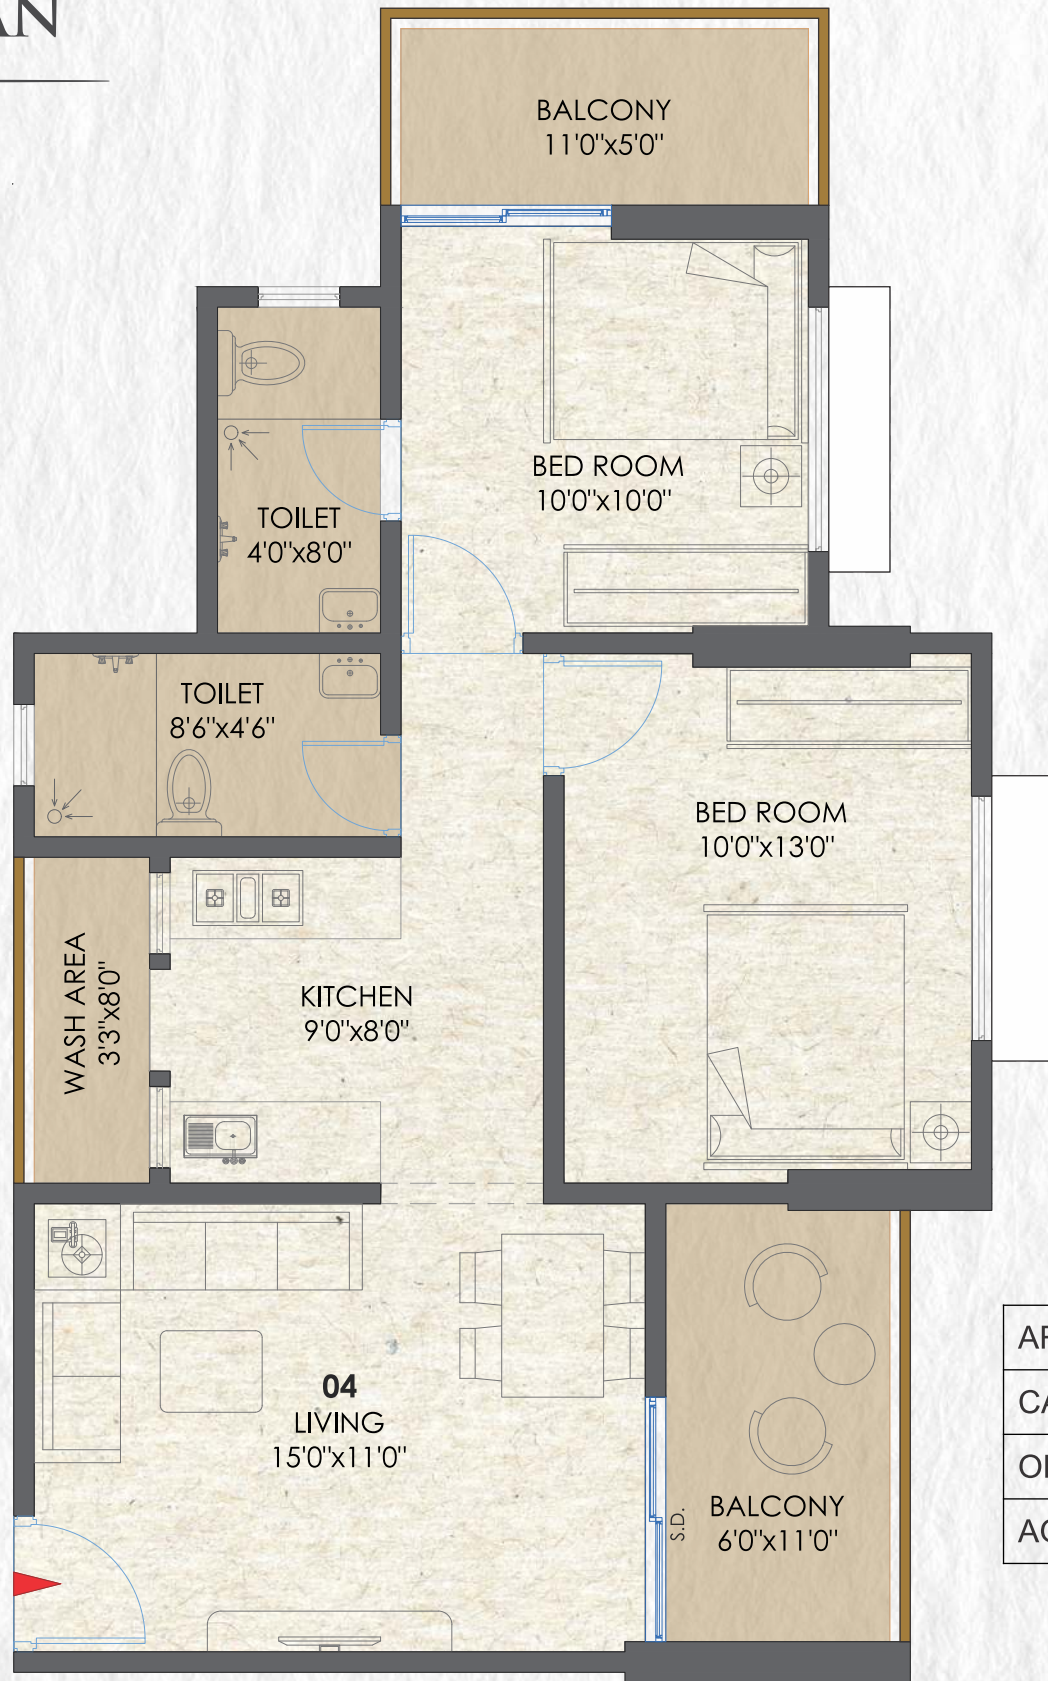 BALCONY
11'0"x5'0"
BED ROOM
10'0"x10'0"
TOILET
4'0"x8'0"
TOILET
8'6"x4'6"
BED ROOM
10'0"x13'0"
WASH AREA
3'3"x8'0"
KITCHEN
9'0"x8'0"
04
LIVING
15'0"x11'0"
S.D.
BALCONY
6'0"x11'0"